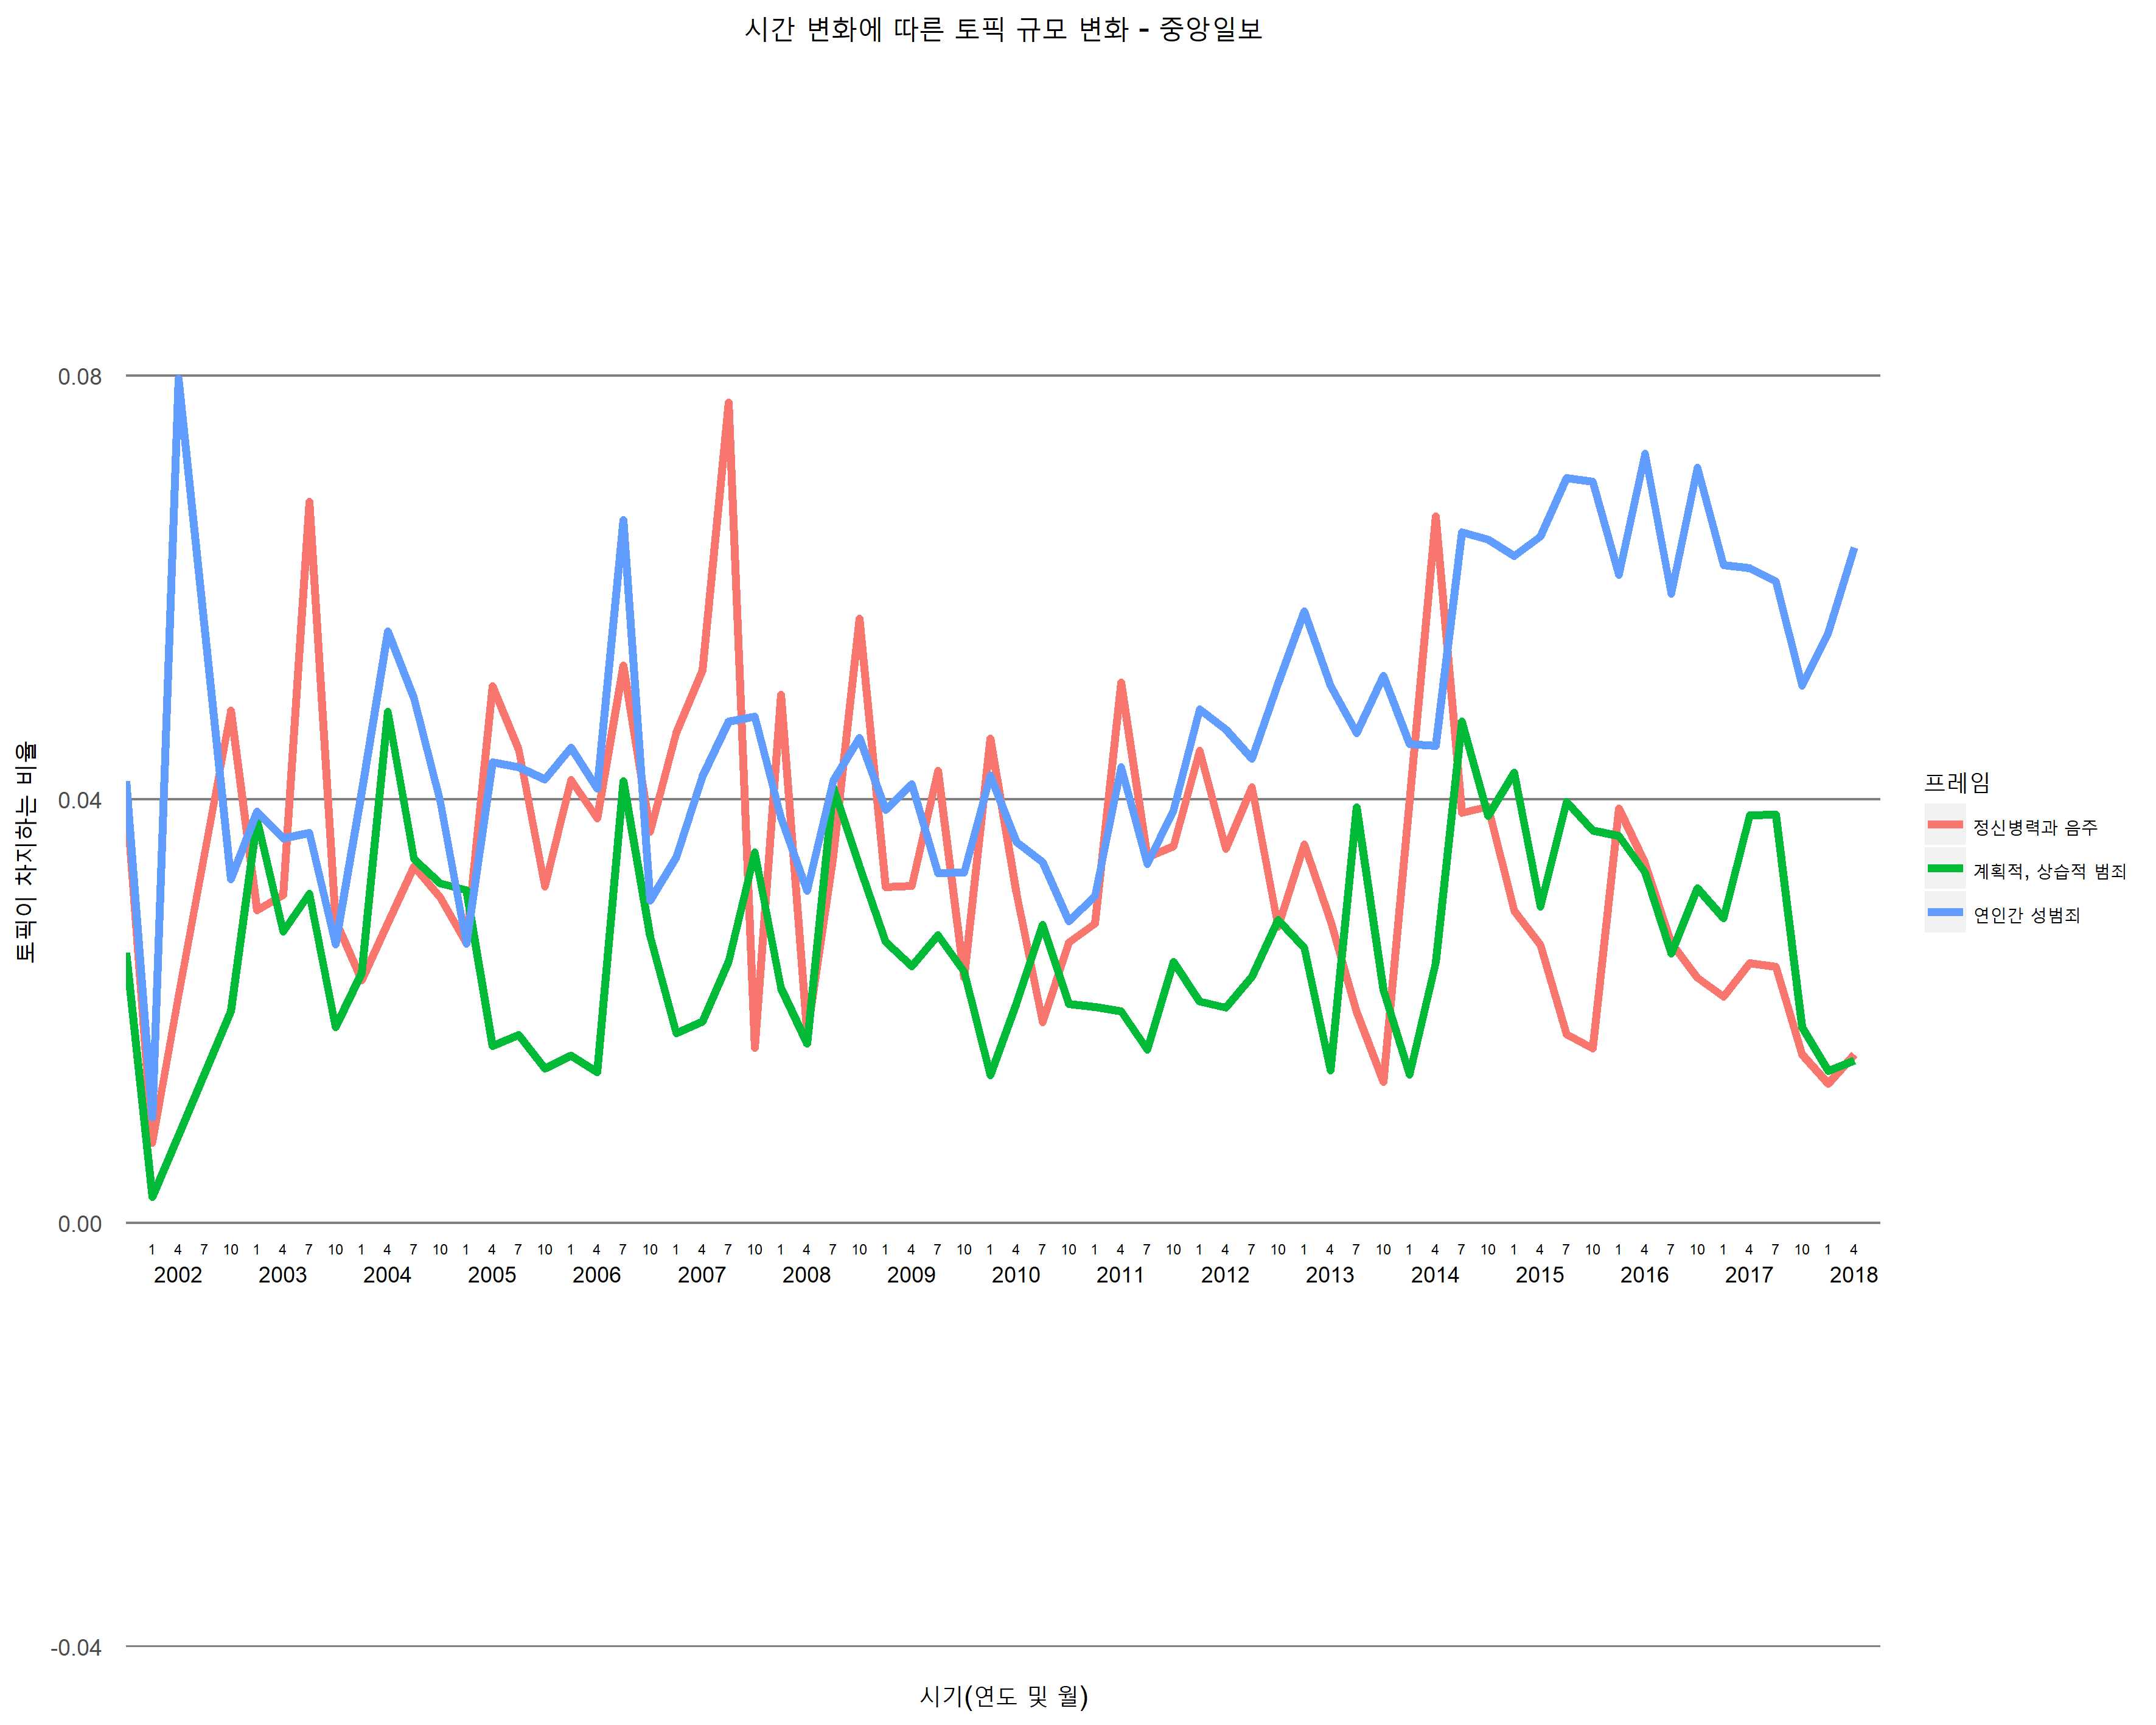 시간 변화에 따른 토픽 규모 변화 - 중앙일보
토픽이 차지하는 비율
0.08
0.04
0.00
-0.04
1 4 7 10 1 4 7 10 1 4 7 10 1 4 7 10 1 4 7 10 1 4 7 10 1 4 7 10 1 4 7 10 1 4 7 10 1 4 7 10 1 4 7 10 1 4 7 10 1 4 7 10 1 4 7 10 1 4 7 10 1 4 7 10 1 4
2002 2003 2004 2005 2006 2007 2008 2009 2010 2011 2012 2013 2014 2015 2016 2017 2018
시기(연도 및 월)
프레임
정신병력과 음주
계획적, 상습적 범죄
연인간 성범죄